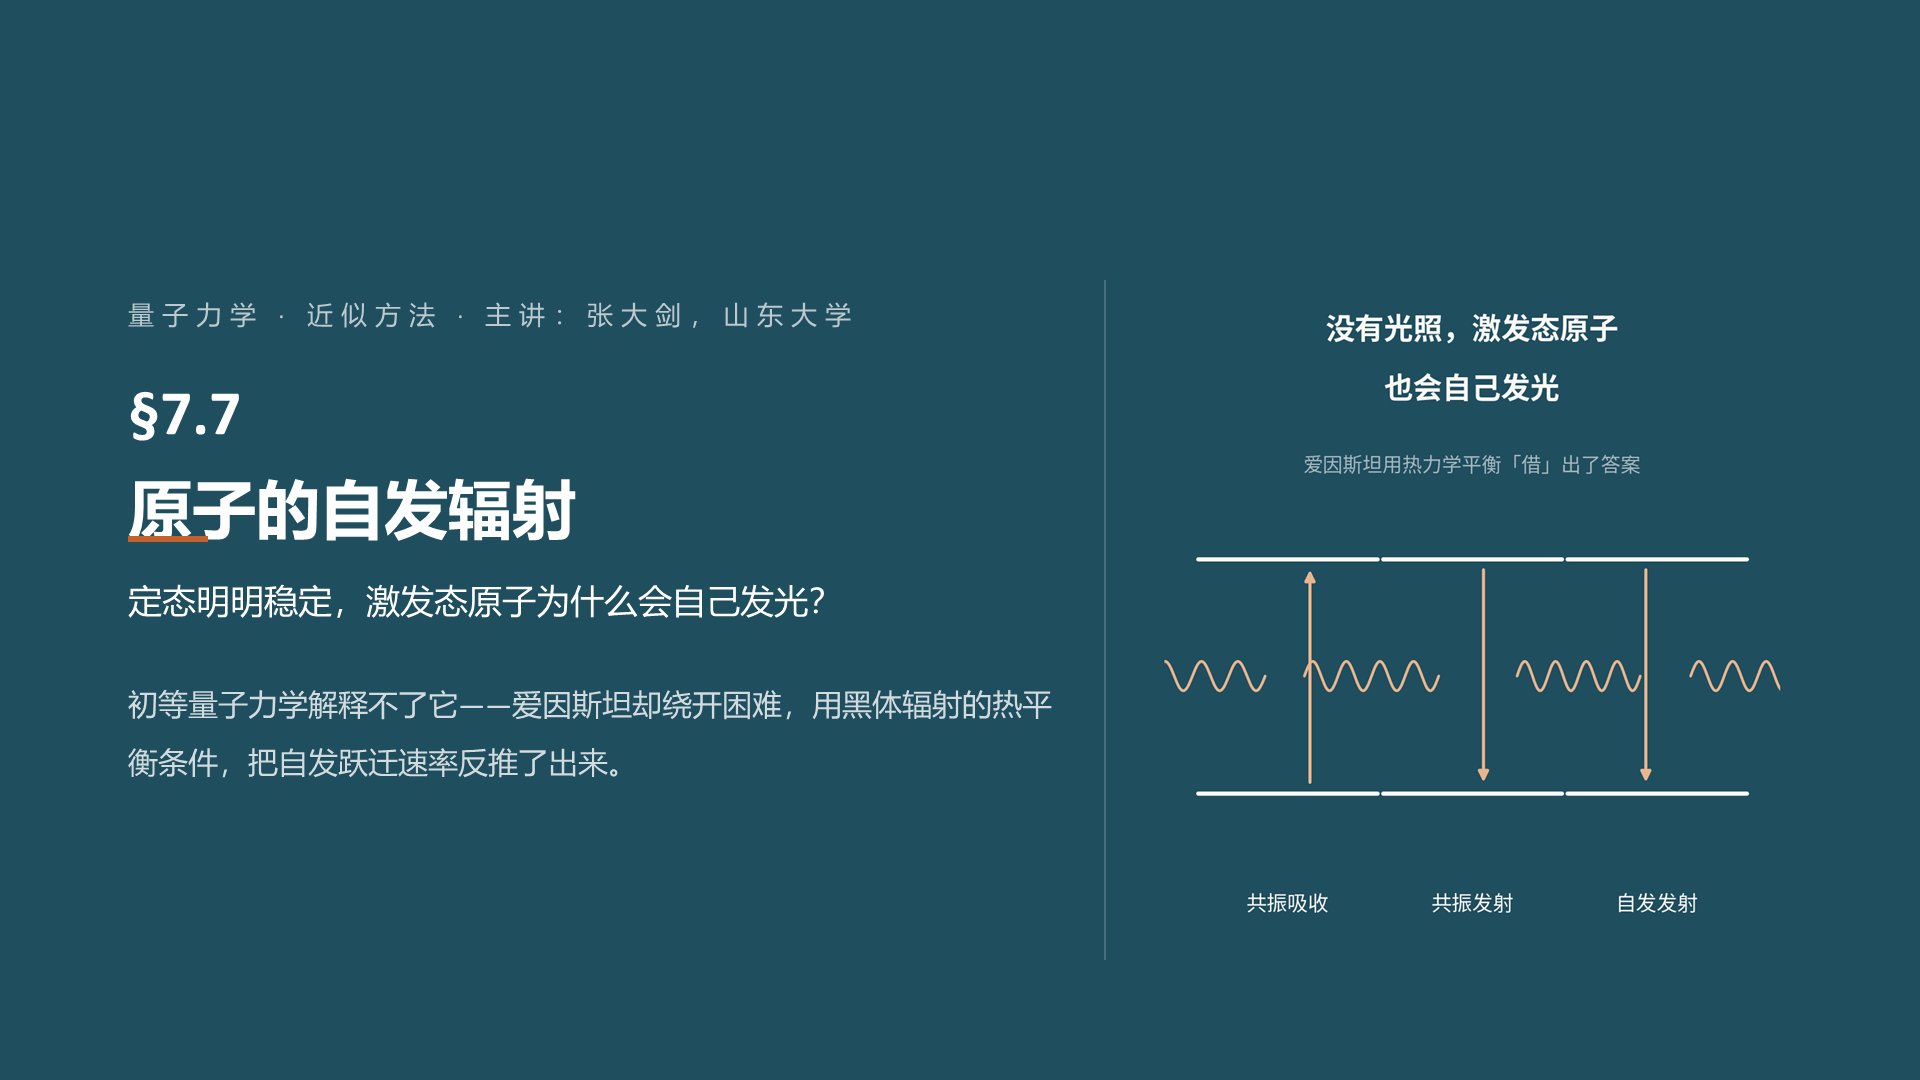 量子力学 · 近似方法 · 主讲：张大剑，山东大学
§7.7
原子的自发辐射
定态明明稳定，激发态原子为什么会自己发光？
初等量子力学解释不了它——爱因斯坦却绕开困难，用黑体辐射的热平
衡条件，把自发跃迁速率反推了出来。
没有光照，激发态原子
也会自己发光
爱因斯坦用热力学平衡「借」出了答案
共振吸收
共振发射
自发发射